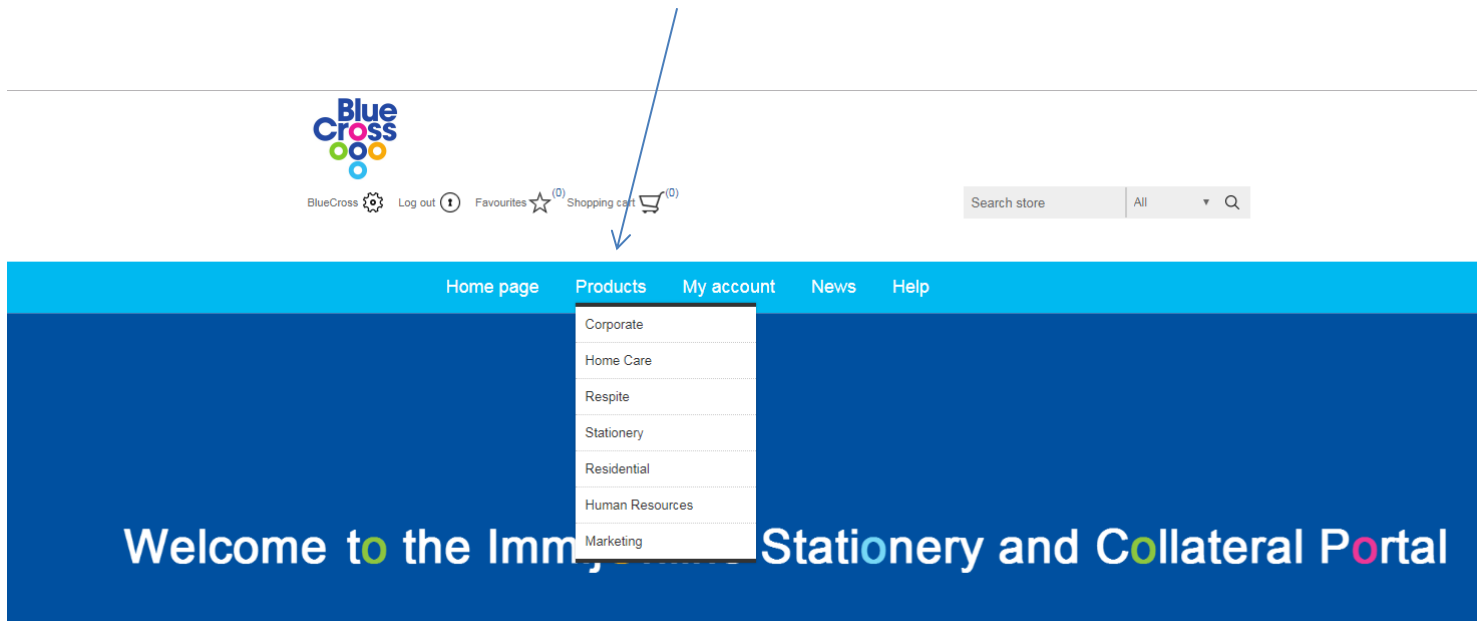 Blue
Cross
BlueCross Log out Favourites (0) Shopping cart (0)
Search store All
Home page Products My account News Help
Corporate
Home Care
Respite
Stationery
Residential
Human Resources
Marketing
Welcome to the Stationery and Collateral Portal